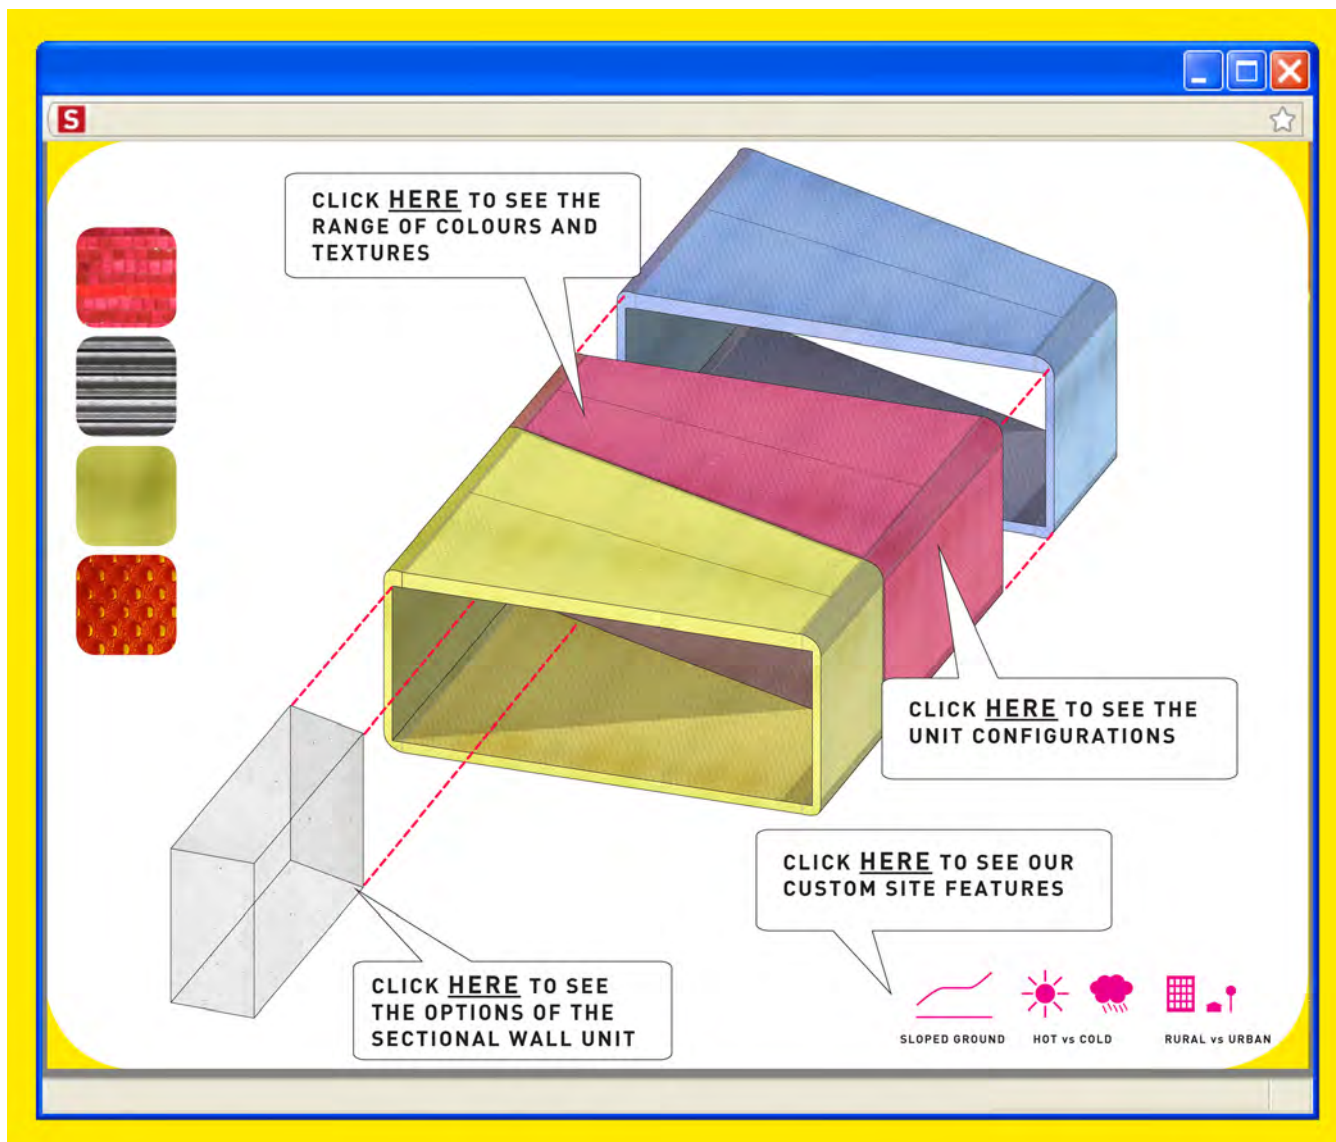 S
CLICK HERE TO SEE THE
RANGE OF COLOURS AND
TEXTURES
CLICK HERE TO SEE THE
UNIT CONFIGURATIONS
CLICK HERE TO SEE OUR
CUSTOM SITE FEATURES
CLICK HERE TO SEE
THE OPTIONS OF THE
SECTIONAL WALL UNIT
SLOPED GROUND
HOT vs COLD
RURAL vs URBAN